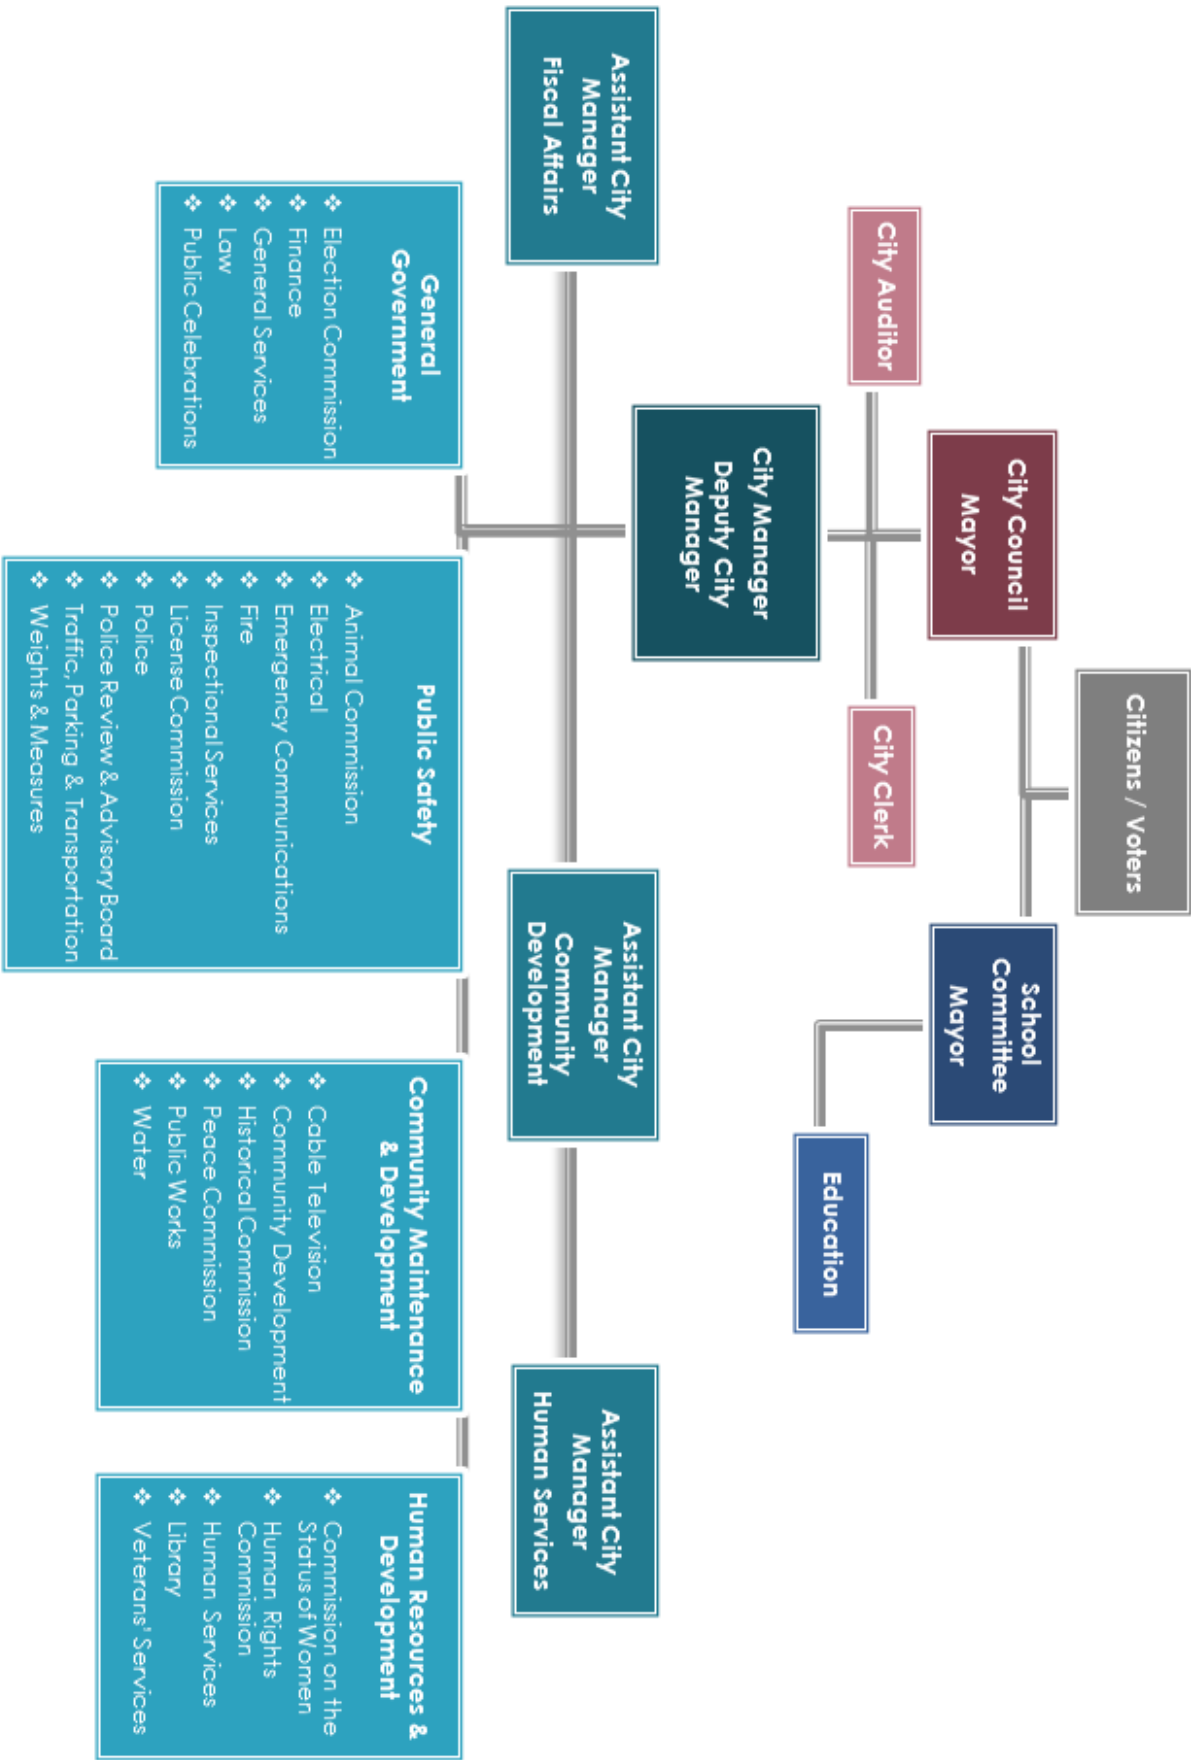 Citizens / Voters
City Council
Mayor
School
Committee
Mayor
City Auditor
City Clerk
Education
City Manager
Deputy City
Manager
Assistant City
Manager
Fiscal Affairs
Assistant City
Manager
Community
Development
Assistant City
Manager
Human Services
General
Government
❖ Election Commission
❖ Finance
❖ General Services
❖ Law
❖ Public Celebrations
Public Safety
❖ Animal Commission
❖ Electrical
❖ Emergency Communications
❖ Fire
❖ Inspectional Services
❖ License Commission
❖ Police
❖ Police Review & Advisory Board
❖ Traffic, Parking & Transportation
❖ Weights & Measures
Community Maintenance
& Development
❖ Cable Television
❖ Community Development
❖ Historical Commission
❖ Peace Commission
❖ Public Works
❖ Water
Human Resources &
Development
❖ Commission on the
Status of Women
❖ Human Rights
Commission
❖ Human Services
❖ Library
❖ Veterans' Services